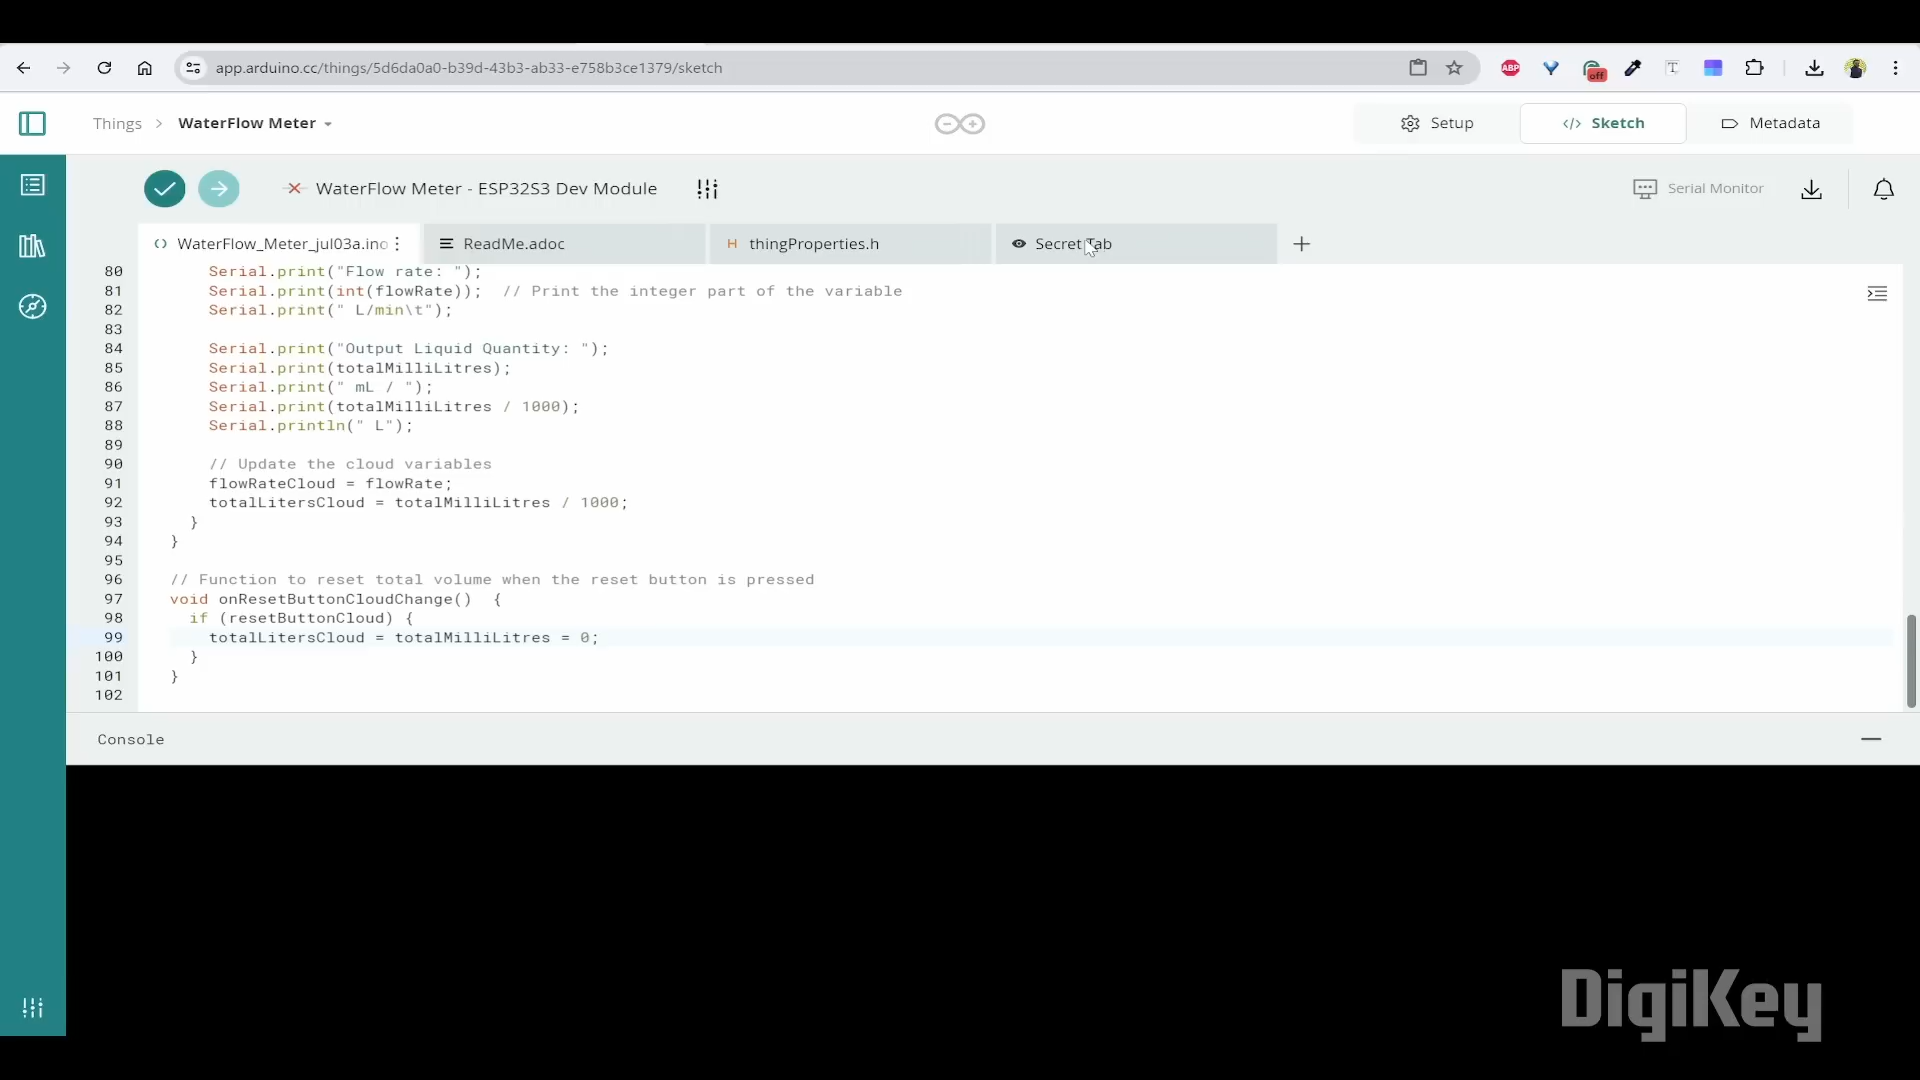 app.arduino.cc/things/5d6da0a0-b39d-43b3-ab33-e758b3ce1379/sketch
ABP
off
T
Things > WaterFlow Meter
Setup
</> Sketch
Metadata
WaterFlow Meter - ESP32S3 Dev Module
Serial Monitor
WaterFlow_Meter_jul03a.ino
ReadMe.adoc
H thingProperties.h
Secret Tab
80 Serial.print("Flow rate: ");
81 Serial.print(int(flowRate));  // Print the integer part of the variable
82 Serial.print(" L/min\t");
83
84 Serial.print("Output Liquid Quantity: ");
85 Serial.print(totalMilliLitres);
86 Serial.print(" mL / ");
87 Serial.print(totalMilliLitres / 1000);
88 Serial.println(" L");
89
90 // Update the cloud variables
91 flowRateCloud = flowRate;
92 totalLitersCloud = totalMilliLitres / 1000;
93 }
94 }
95
96 // Function to reset total volume when the reset button is pressed
97 void onResetButtonCloudChange()  {
98 if (resetButtonCloud) {
99 totalLitersCloud = totalMilliLitres = 0;
100 }
101 }
102
Console
DigiKey